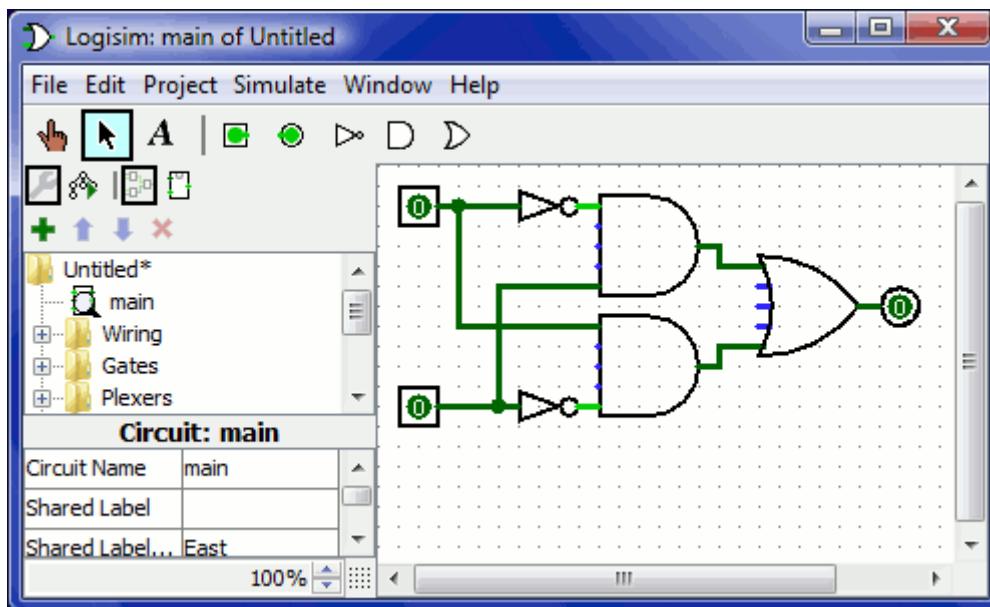 Logisim: main of Untitled
File Edit Project Simulate Window Help
A
Untitled*
main
Wiring
Gates
Plexers
Circuit: main
Circuit Name main
Shared Label
Shared Label... East
100%
0
0
0